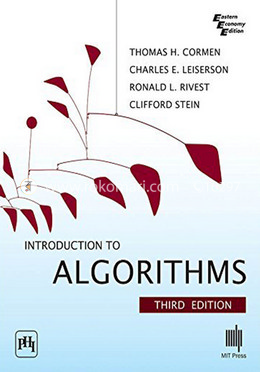 Eastern
Economy
Edition
THOMAS H. CORMEN
CHARLES E. LEISERSON
RONALD L. RIVEST
CLIFFORD STEIN
INTRODUCTION TO
ALGORITHMS
THIRD EDITION
PHI
MIT Press